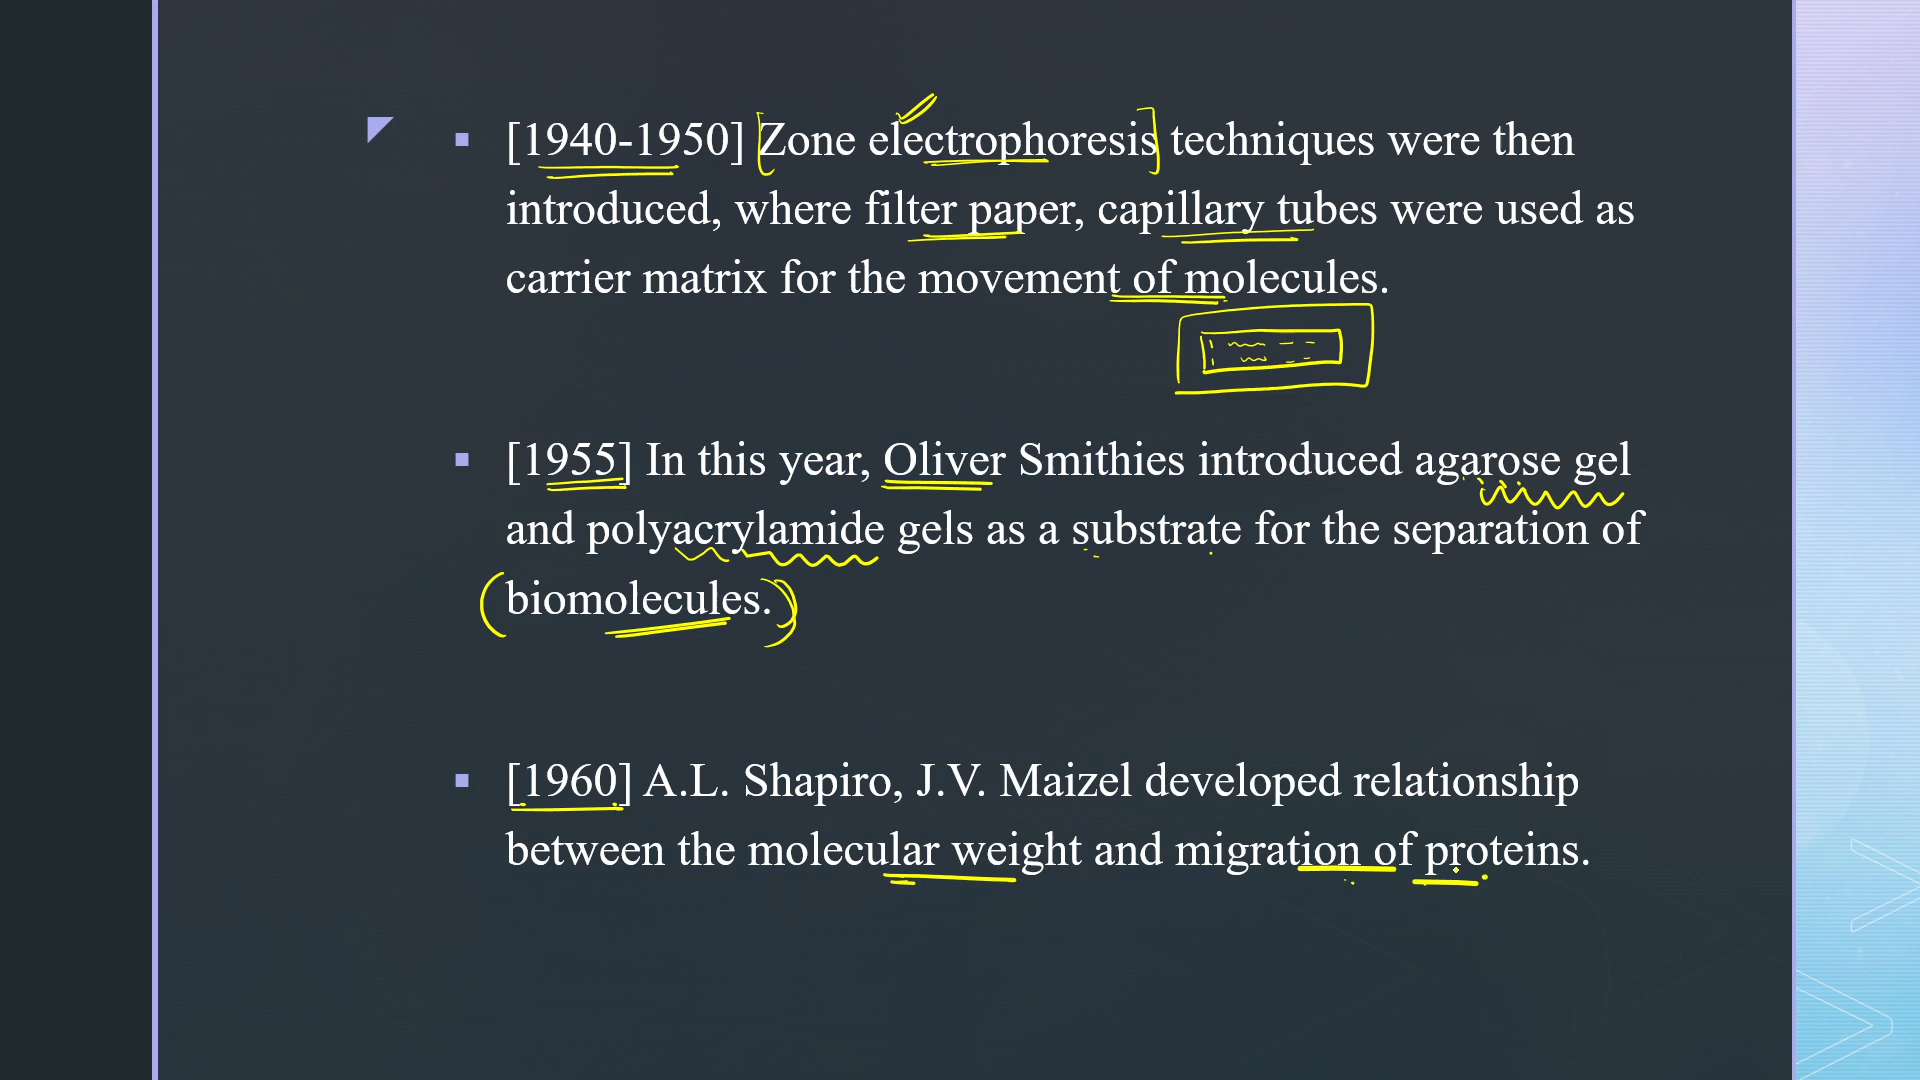 [1940-1950] Zone electrophoresis techniques were then
introduced, where filter paper, capillary tubes were used as
carrier matrix for the movement of molecules.
[1955] In this year, Oliver Smithies introduced agarose gel
and polyacrylamide gels as a substrate for the separation of
biomolecules.
[1960] A.L. Shapiro, J.V. Maizel developed relationship
between the molecular weight and migration of proteins.